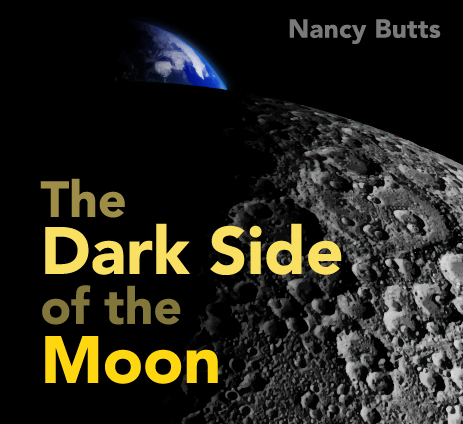 Nancy Butts
The
Dark Side
of the
Moon